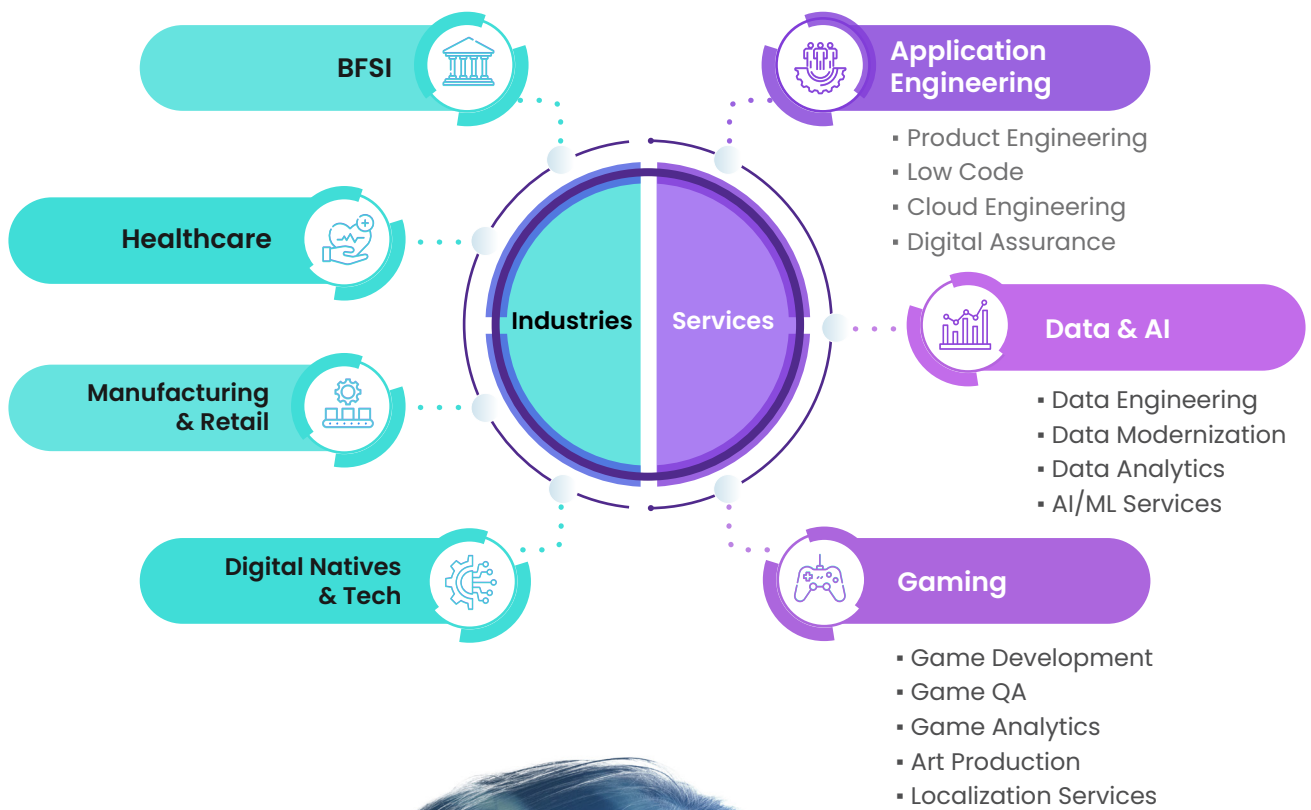 BFSI
Healthcare
Manufacturing
& Retail
Digital Natives
& Tech
Industries
Services
Application
Engineering
▪ Product Engineering
▪ Low Code
▪ Cloud Engineering
▪ Digital Assurance
Data & AI
▪ Data Engineering
▪ Data Modernization
▪ Data Analytics
▪ AI/ML Services
Gaming
▪ Game Development
▪ Game QA
▪ Game Analytics
▪ Art Production
▪ Localization Services